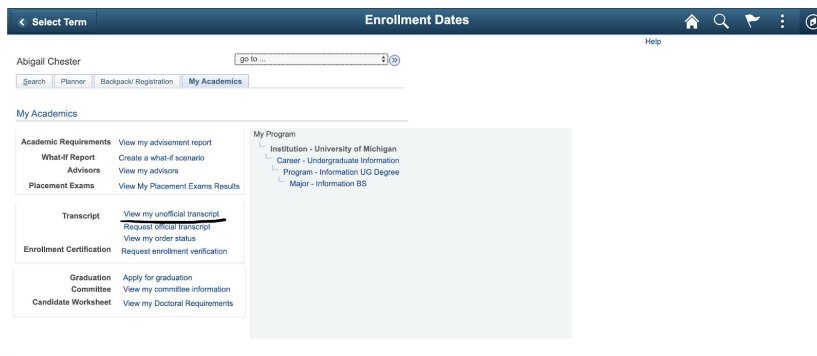 Select Term
Enrollment Dates
Help
Abigail Chester
go to ...
Search Planner Backpack/ Registration My Academics
My Academics
Academic Requirements View my advisement report
What-If Report Create a what-if scenario
Advisors View my advisors
Placement Exams View My Placement Exams Results
Transcript View my unofficial transcript
Request official transcript
View my order status
Enrollment Certification Request enrollment verification
Graduation Apply for graduation
Committee View my committee information
Candidate Worksheet View my Doctoral Requirements
My Program
Institution - University of Michigan
Career - Undergraduate Information
Program - Information UG Degree
Major - Information BS